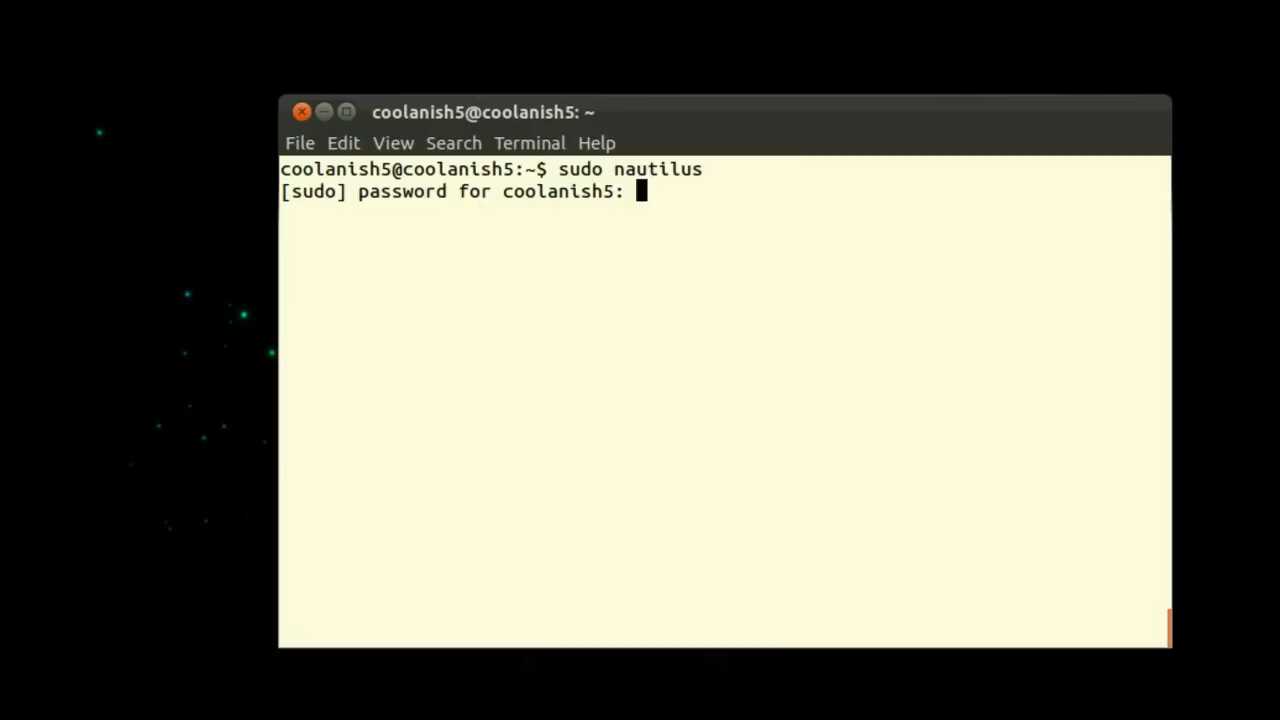 coolanish5@coolanish5: ~
File Edit View Search Terminal Help
coolanish5@coolanish5:~$ sudo nautilus
[sudo] password for coolanish5: